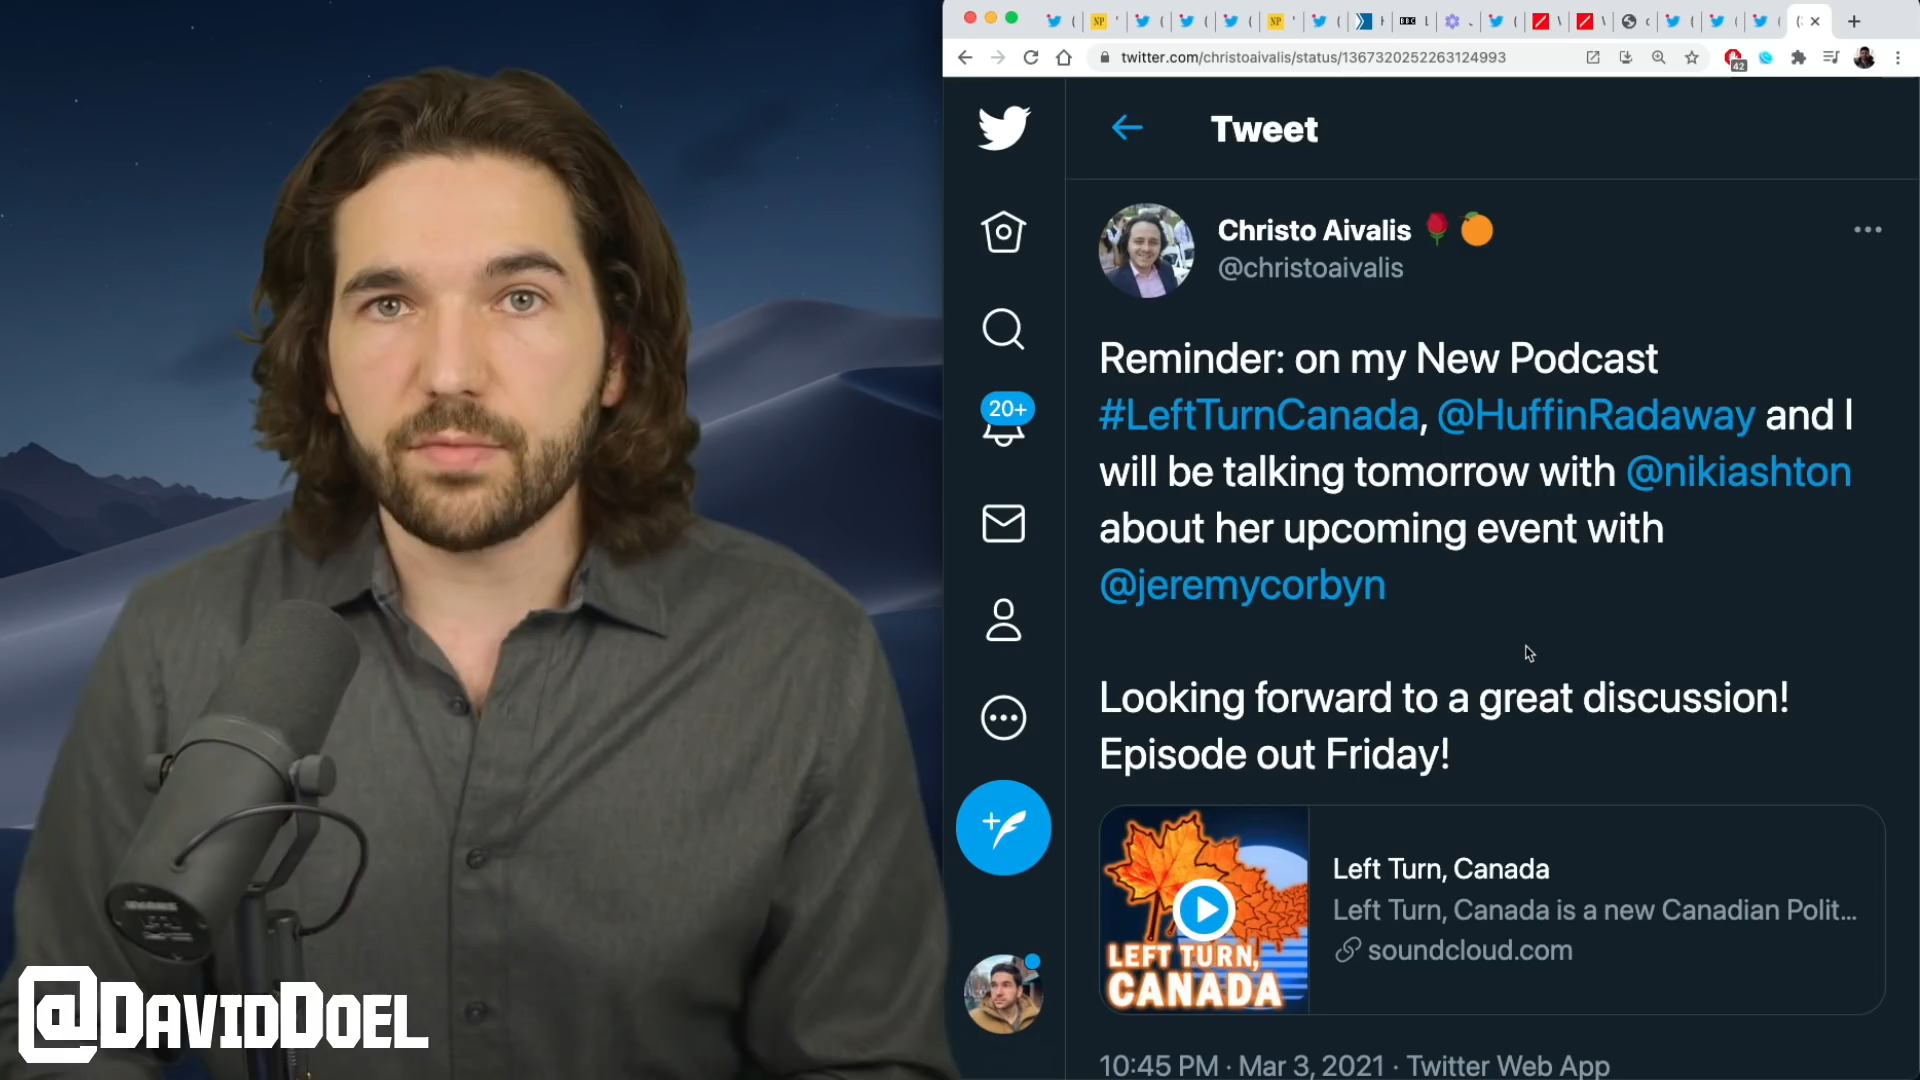 twitter.com/christoaivalis/status/1367320252263124993
42
Tweet
Christo Aivalis
@christoaivalis
20+
Reminder: on my New Podcast
#LeftTurnCanada, @HuffinRadaway and I
will be talking tomorrow with @nikiashton
about her upcoming event with
@jeremycorbyn
Looking forward to a great discussion!
Episode out Friday!
LEFT TURN,
CANADA
Left Turn, Canada
Left Turn, Canada is a new Canadian Polit...
soundcloud.com
10:45 PM · Mar 3, 2021 · Twitter Web App
@DAVIDDOEL